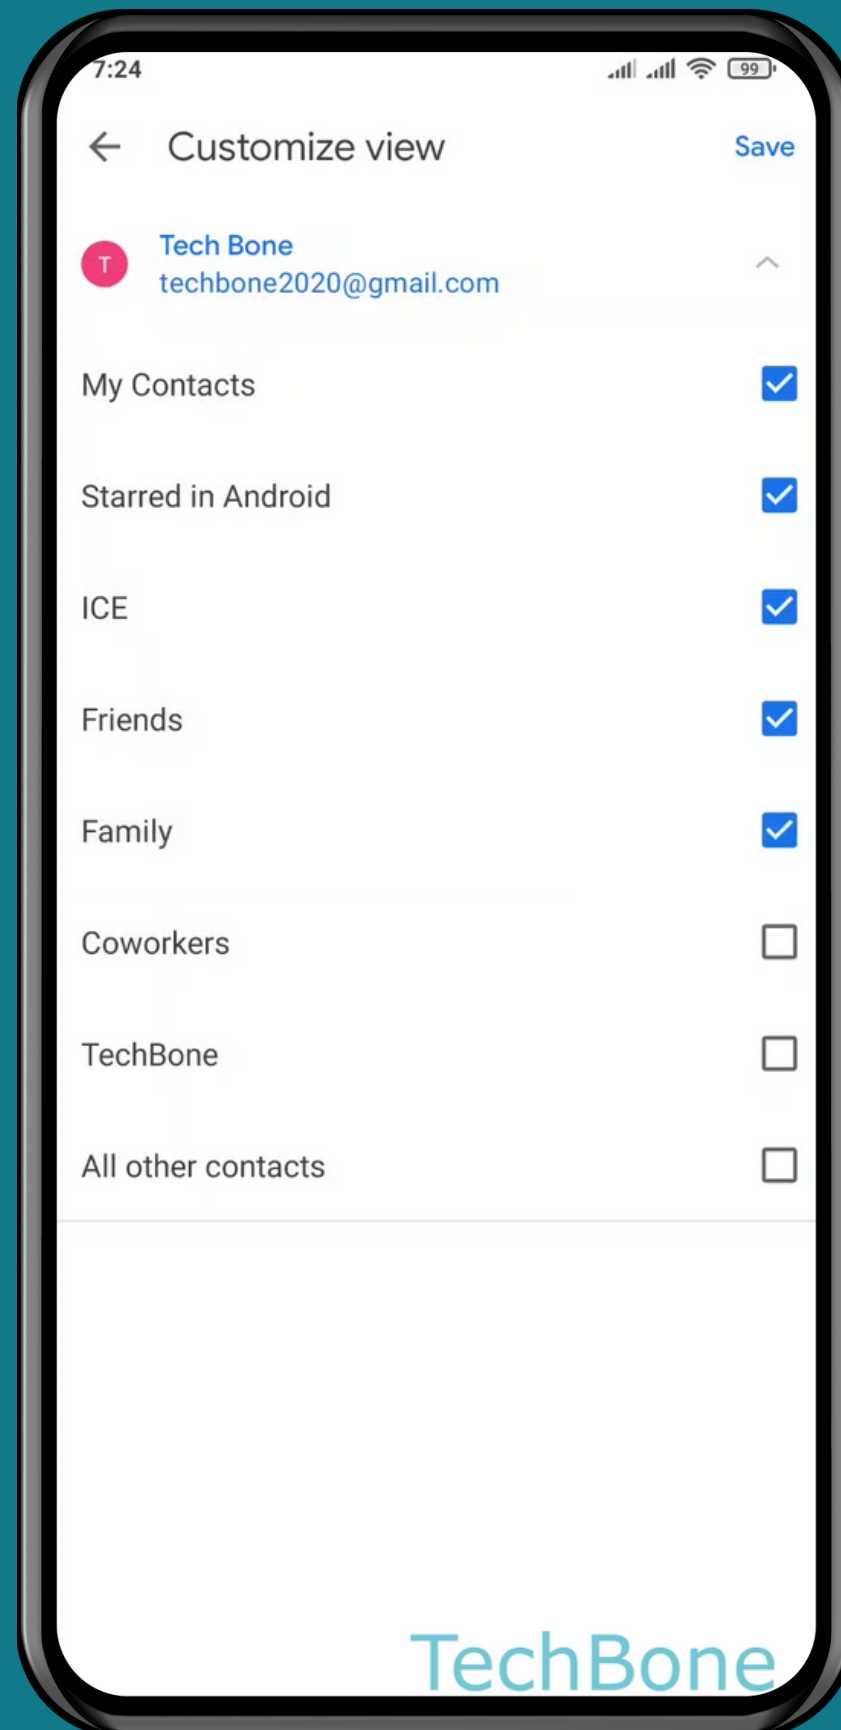 7:24
99
Customize view
Save
T
Tech Bone
techbone2020@gmail.com
My Contacts
Starred in Android
ICE
Friends
Family
Coworkers
TechBone
All other contacts
TechBone